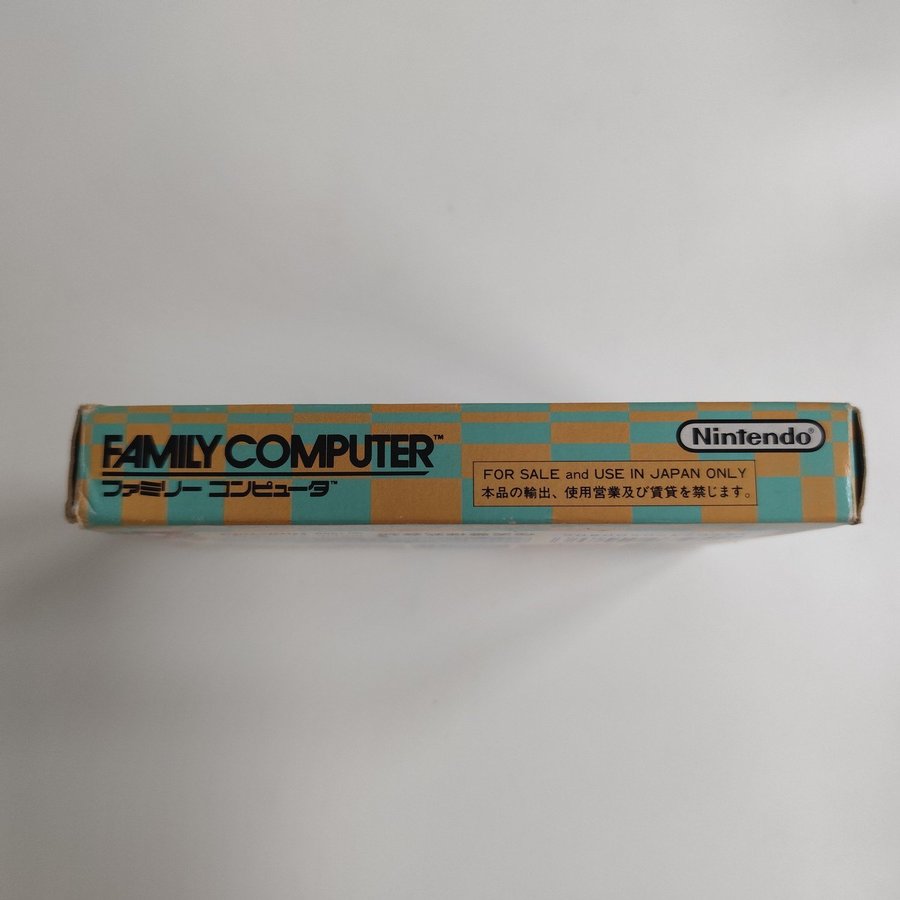 FAMILY COMPUTER™
ファミリー コンピュータ™
Nintendo®
FOR SALE and USE IN JAPAN ONLY
本品の輸出、使用営業及び賃貸を禁じます。